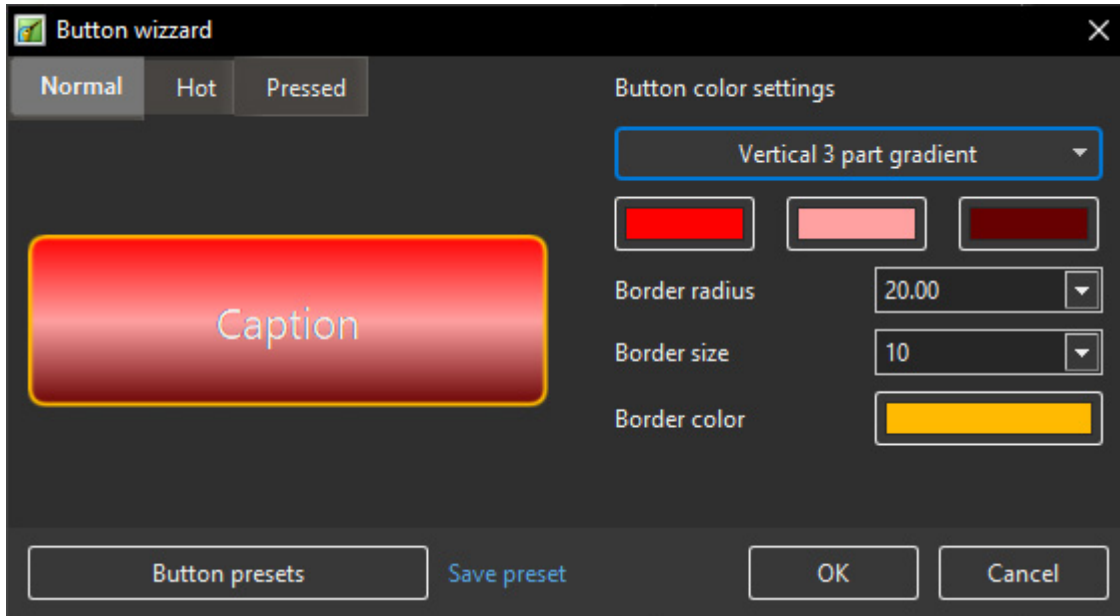 Button wizzard
Normal Hot Pressed
Button color settings
Vertical 3 part gradient
Caption
Border radius 20.00
Border size 10
Border color
Button presets Save preset OK Cancel